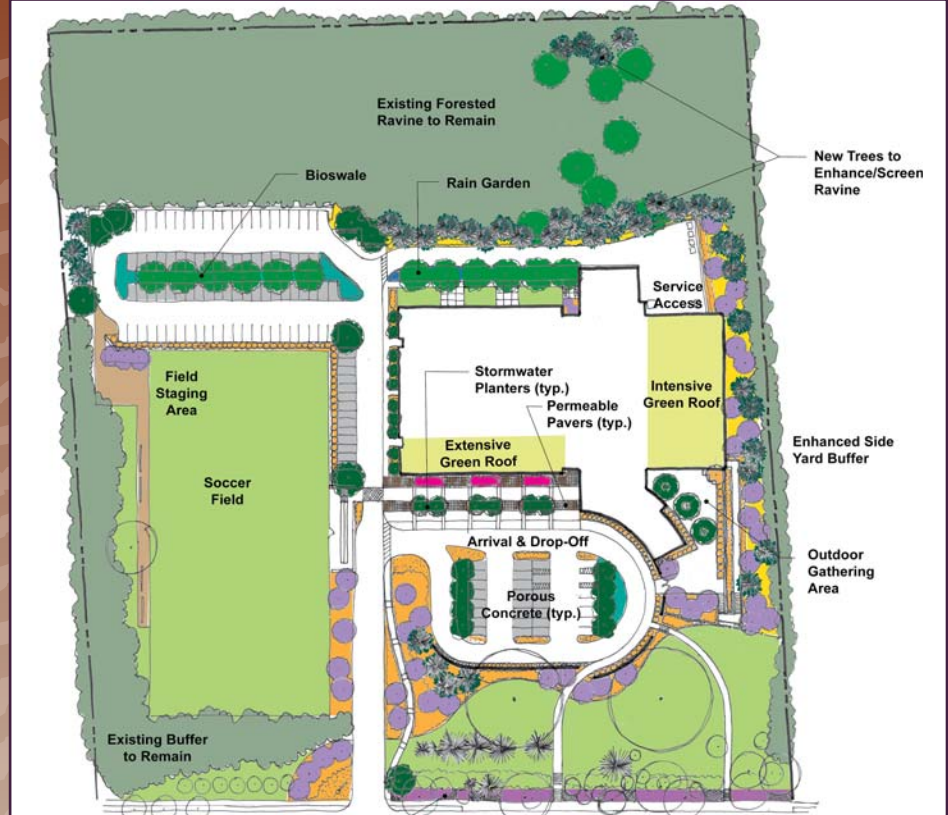 Existing Forested
Ravine to Remain
New Trees to
Enhance/Screen
Ravine
Bioswale
Rain Garden
Service
Access
Field
Staging
Area
Stormwater
Planters (typ.)
Permeable
Pavers (typ.)
Intensive
Green Roof
Extensive
Green Roof
Enhanced Side
Yard Buffer
Soccer
Field
Arrival & Drop-Off
Outdoor
Gathering
Area
Porous
Concrete (typ.)
Existing Buffer
to Remain